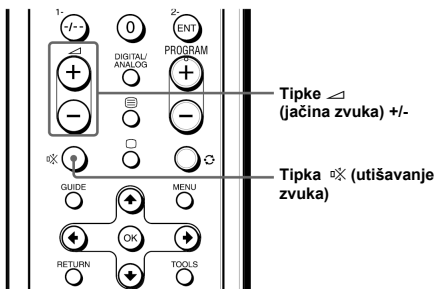 1- 2-
-/-- 0 ENT
DIGITAL/
ANALOG
PROGRAM
+ +
- -
Tipke ⊿
(jačina zvuka) +/-
Tipka 🔇 (utišavanje
zvuka)
GUIDE MENU
OK
RETURN TOOLS